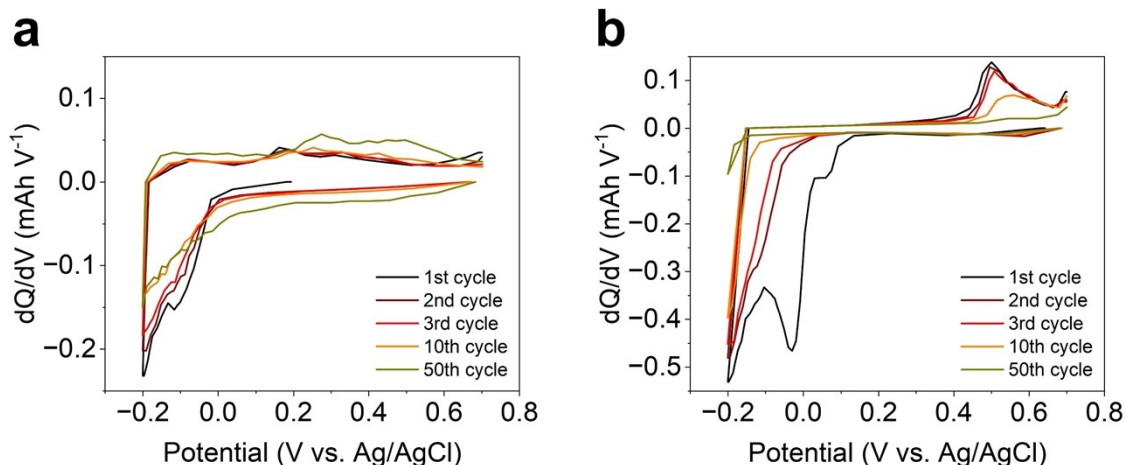 a
0.1
0.0
−0.1
−0.2
dQ/dV (mAh V⁻¹)
1st cycle
2nd cycle
3rd cycle
10th cycle
50th cycle
−0.2 0.0 0.2 0.4 0.6 0.8
Potential (V vs. Ag/AgCl)
b
0.1
0.0
−0.1
−0.2
−0.3
−0.4
−0.5
dQ/dV (mAh V⁻¹)
1st cycle
2nd cycle
3rd cycle
10th cycle
50th cycle
−0.2 0.0 0.2 0.4 0.6 0.8
Potential (V vs. Ag/AgCl)